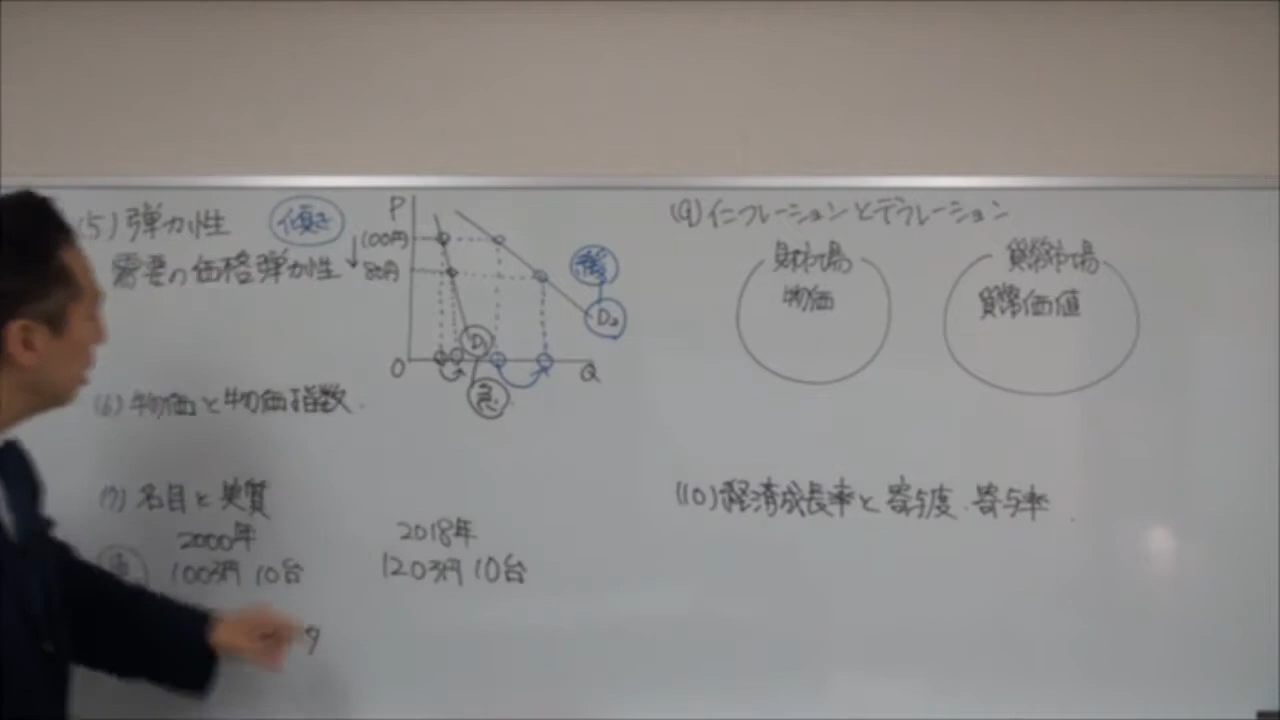 (5) 弾力性
傾き
需要の価格弾力性
P
100円
80円
O
Q
D₁
急
D₂
緩
(6) 物価と物価指数.
(7) 名目と実質
2000年
2018年
100万円 10台
120万円 10台
(9) インフレーションとデフレーション
財市場
物価
貨幣市場
貨幣価値
(10) 経済成長率と寄与度・寄与率.